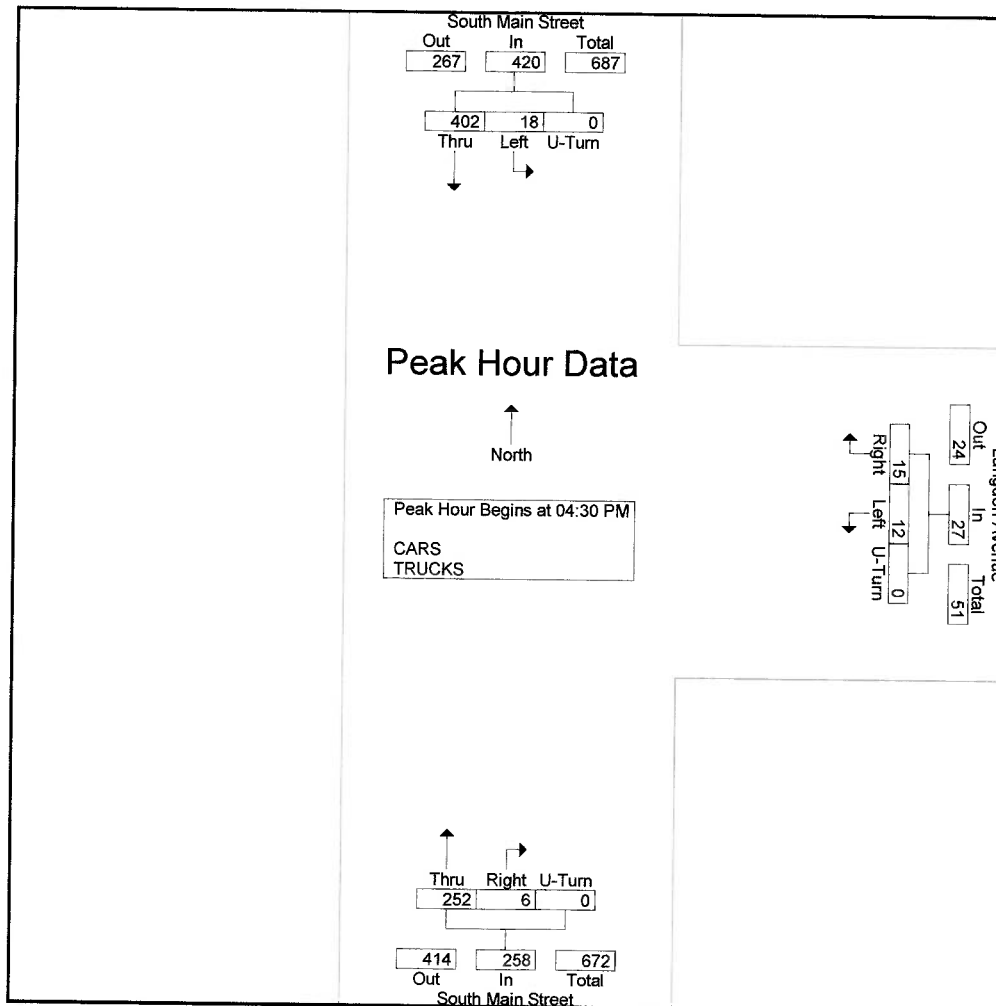 South Main Street
Out In Total
267 420 687
402 18 0
Thru Left U-Turn
Peak Hour Data
North
Peak Hour Begins at 04:30 PM
CARS
TRUCKS
Out In Total
24 27 51
15 12 0
Right Left U-Turn
Thru Right U-Turn
252 6 0
414 258 672
Out In Total
South Main Street